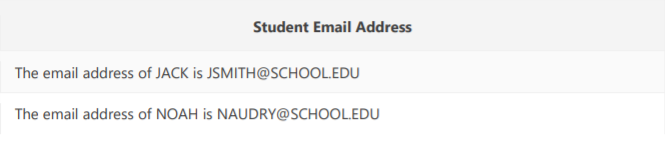 Student Email Address
The email address of JACK is JSMITH@SCHOOL.EDU
The email address of NOAH is NAUDRY@SCHOOL.EDU